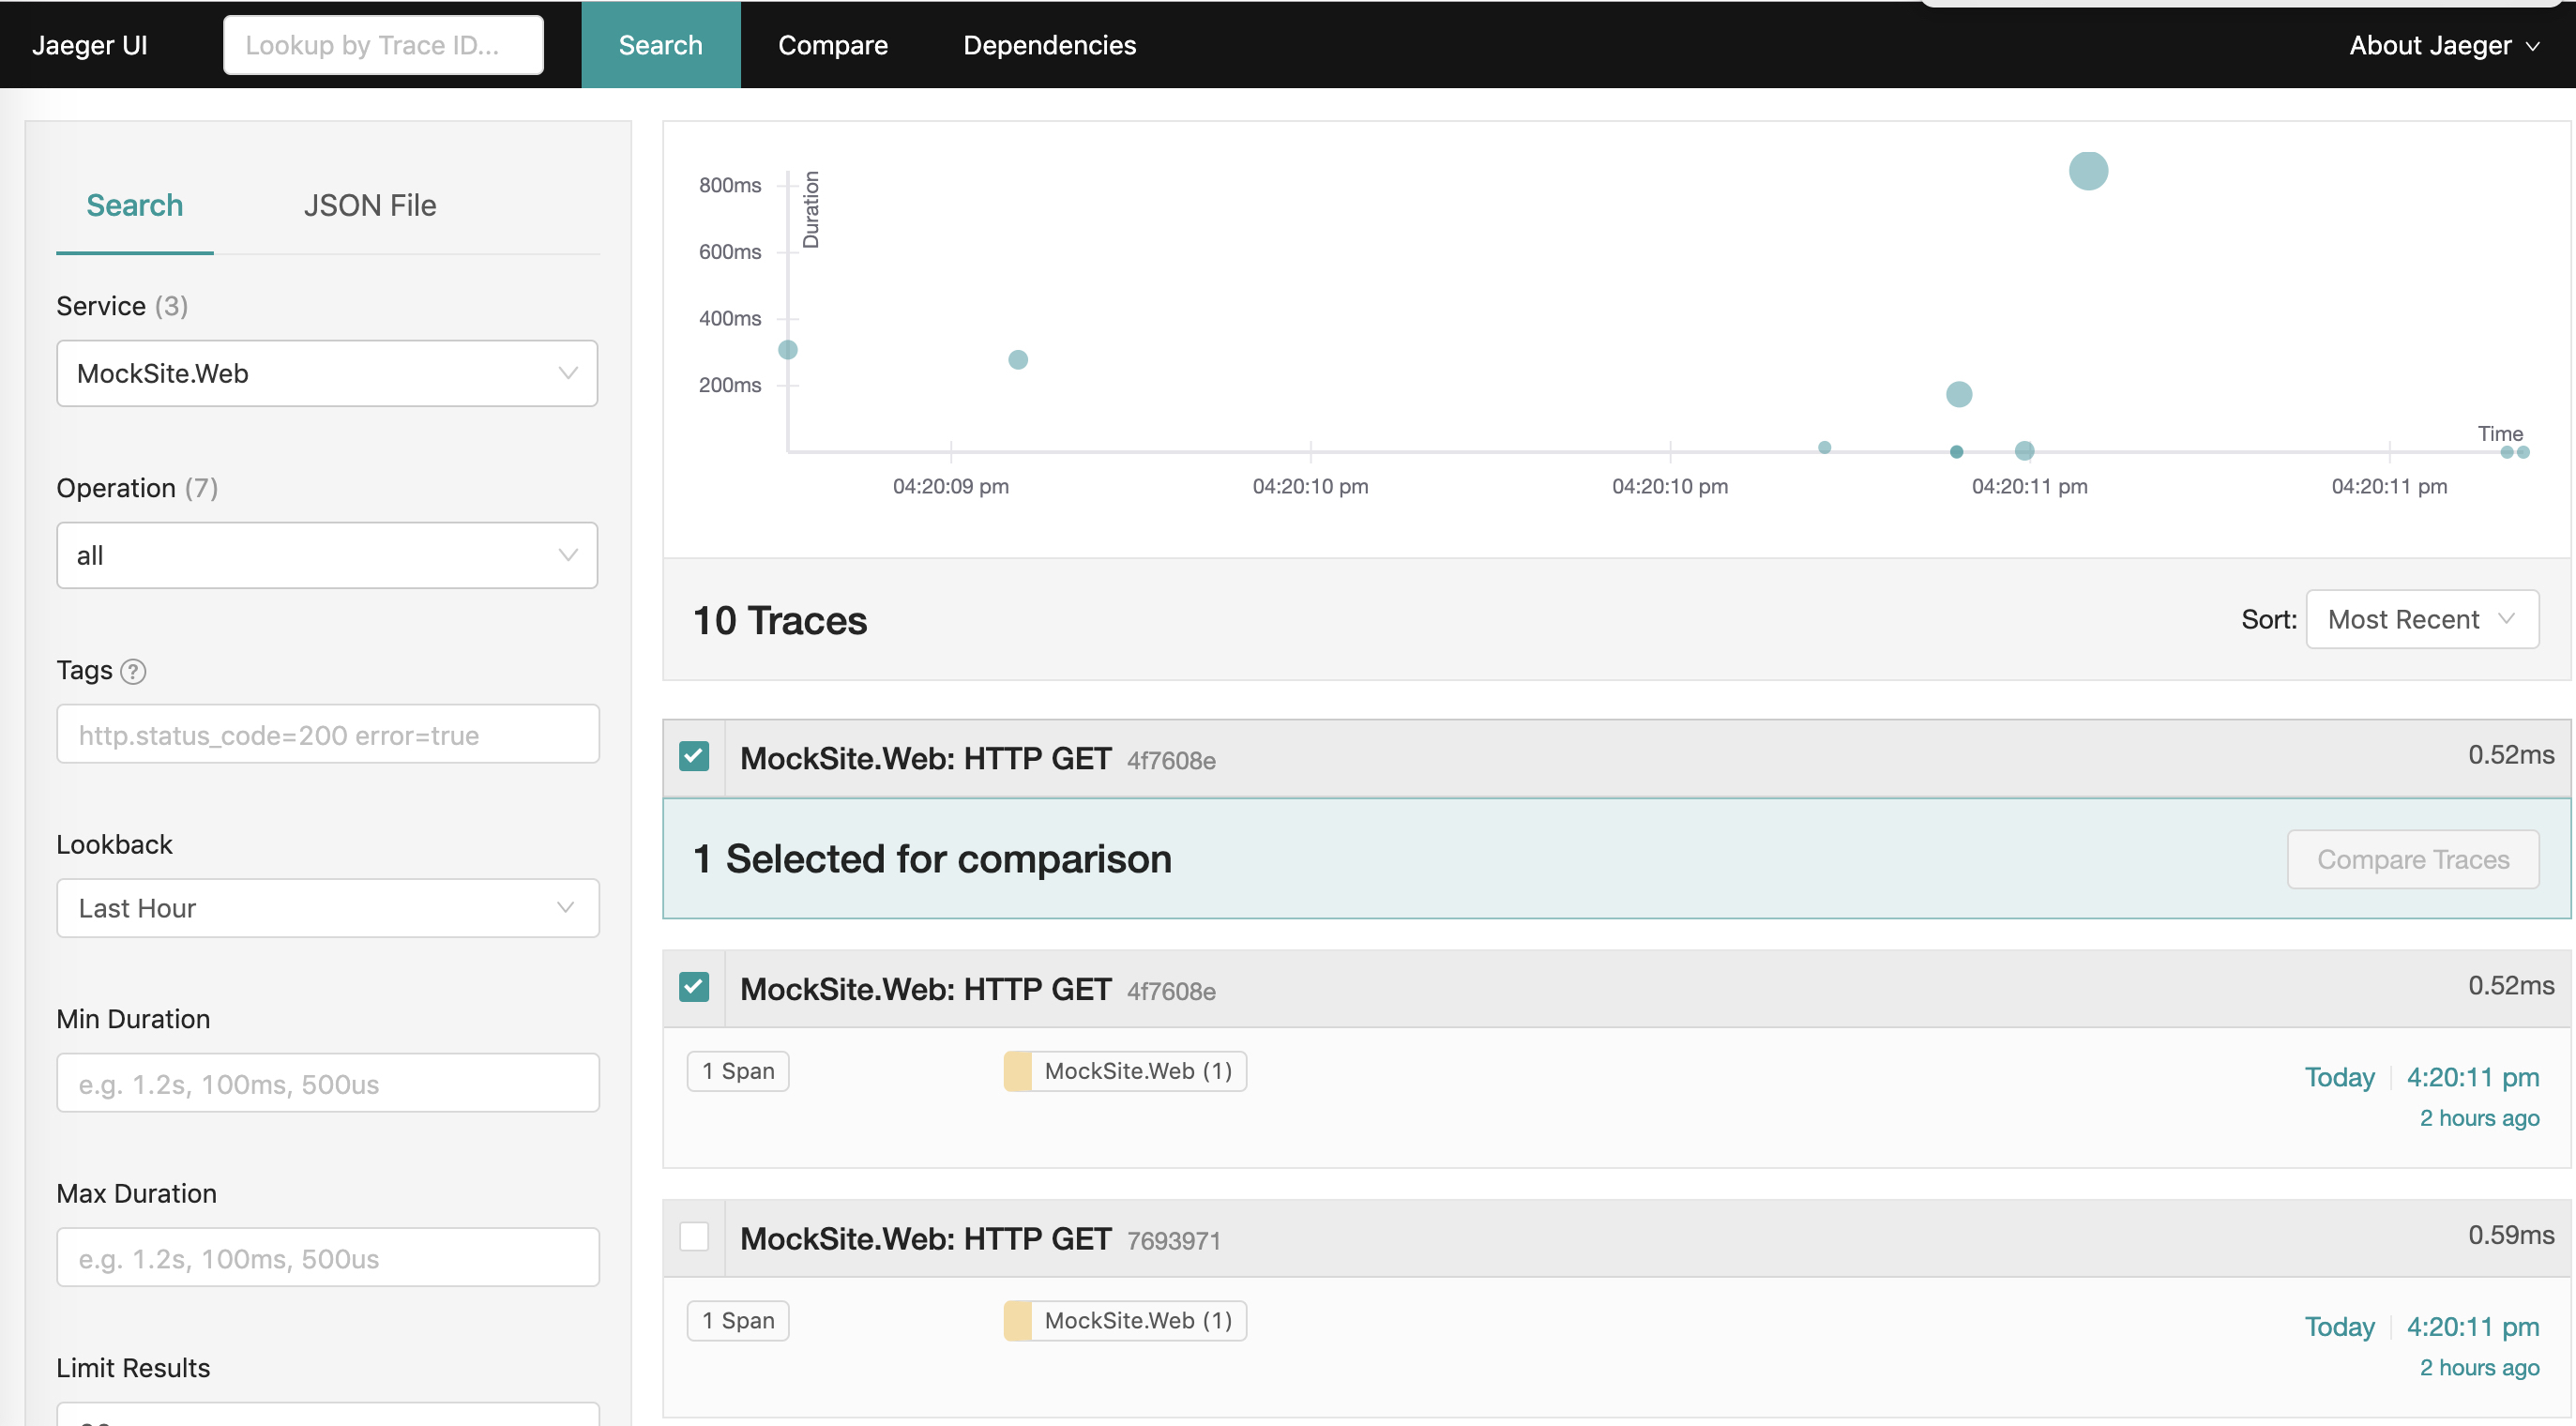 Jaeger UI
Lookup by Trace ID...
Search
Compare
Dependencies
About Jaeger
Search
JSON File
Service (3)
MockSite.Web
Operation (7)
all
Tags ?
http.status_code=200 error=true
Lookback
Last Hour
Min Duration
e.g. 1.2s, 100ms, 500us
Max Duration
e.g. 1.2s, 100ms, 500us
Limit Results
800ms
600ms
400ms
200ms
Duration
Time
04:20:09 pm
04:20:10 pm
04:20:10 pm
04:20:11 pm
04:20:11 pm
10 Traces
Sort: Most Recent
MockSite.Web: HTTP GET 4f7608e
0.52ms
1 Selected for comparison
Compare Traces
MockSite.Web: HTTP GET 4f7608e
0.52ms
1 Span
MockSite.Web (1)
Today 4:20:11 pm
2 hours ago
MockSite.Web: HTTP GET 7693971
0.59ms
1 Span
MockSite.Web (1)
Today 4:20:11 pm
2 hours ago